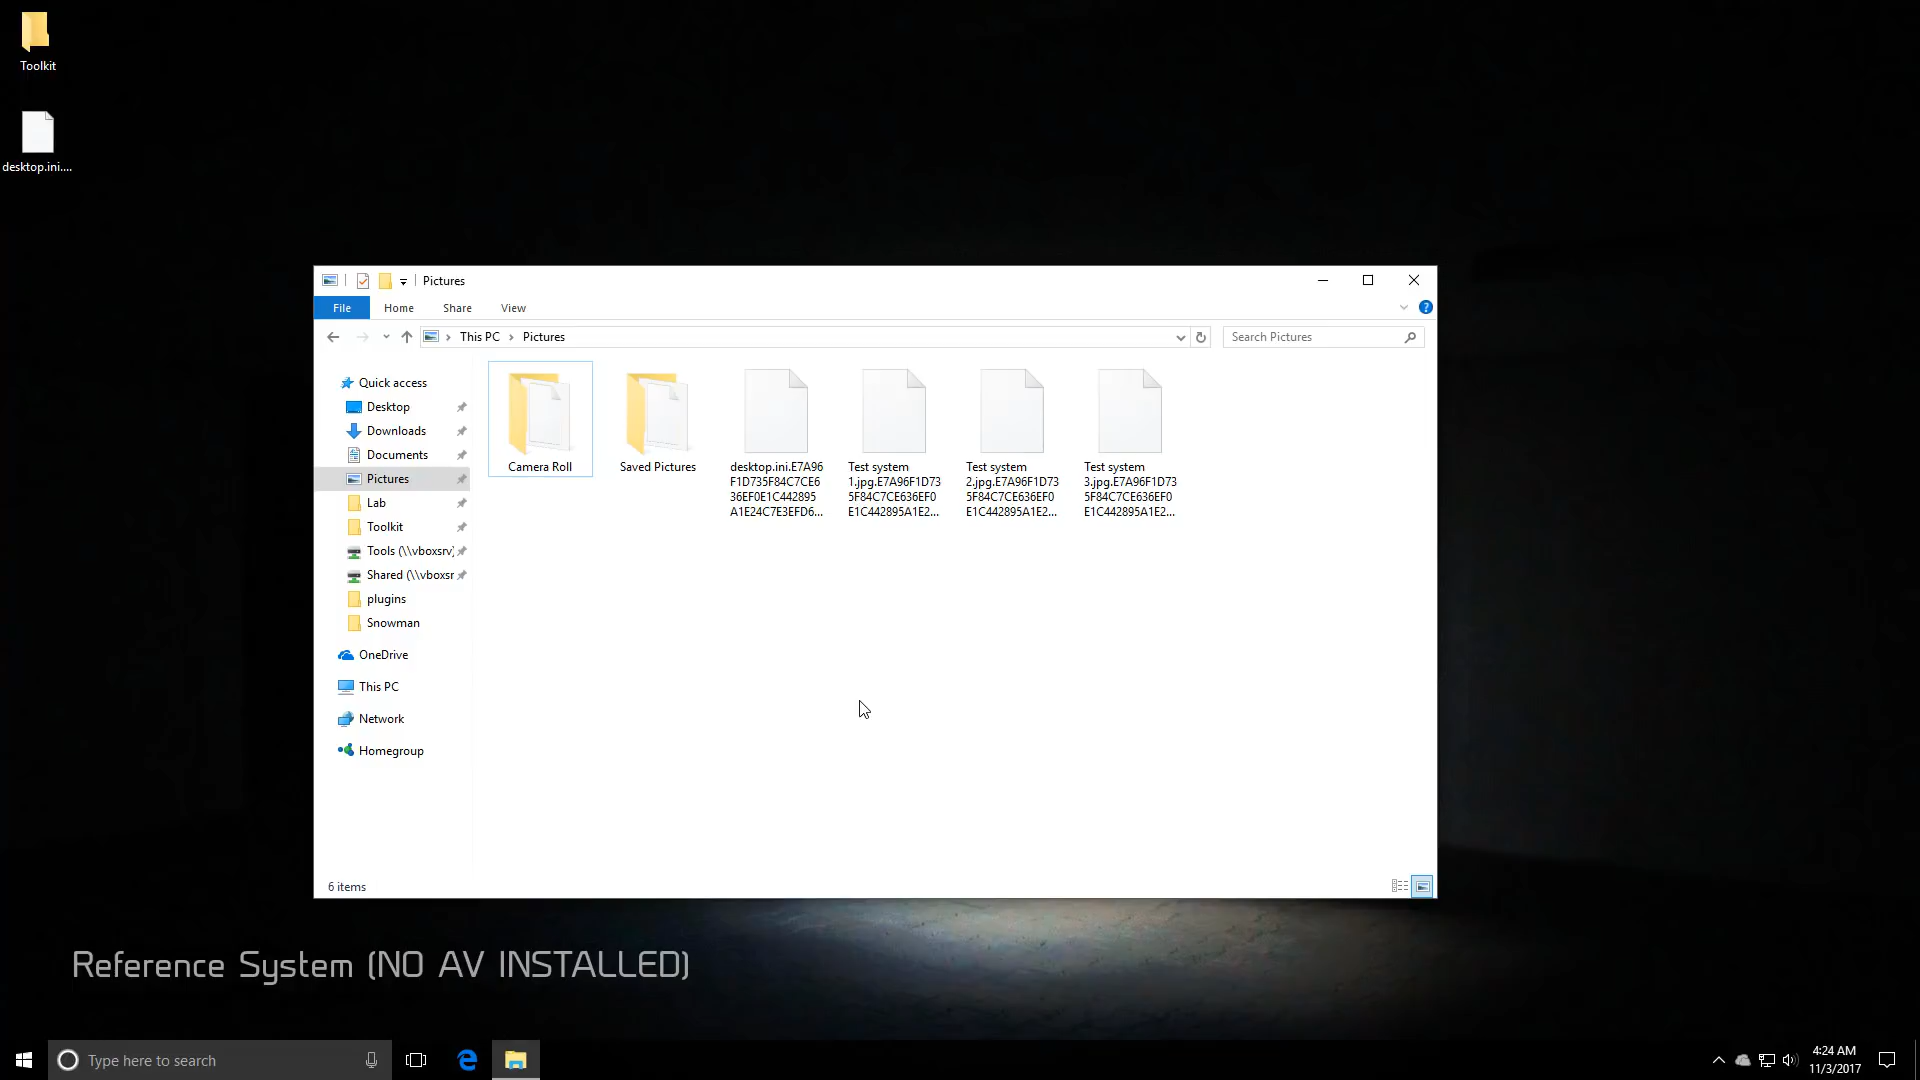 Toolkit
desktop.ini....
Pictures
File Home Share View
This PC Pictures
Search Pictures
Quick access
Desktop
Downloads
Documents
Pictures
Lab
Toolkit
Tools (\\vboxsrv)
Shared (\\vboxsr
plugins
Snowman
OneDrive
This PC
Network
Homegroup
Camera Roll
Saved Pictures
desktop.ini.E7A96
F1D735F84C7CE6
36EF0E1C442895
A1E24C7E3EFD6...
Test system
1.jpg.E7A96F1D73
5F84C7CE636EF0
E1C442895A1E2...
Test system
2.jpg.E7A96F1D73
5F84C7CE636EF0
E1C442895A1E2...
Test system
3.jpg.E7A96F1D73
5F84C7CE636EF0
E1C442895A1E2...
6 items
Reference System (NO AV INSTALLED)
Type here to search
4:24 AM
11/3/2017